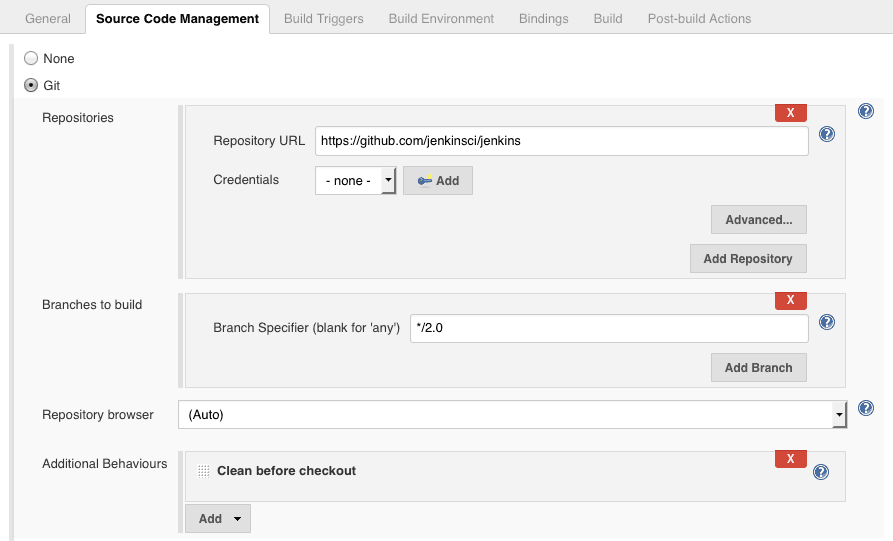 General Source Code Management Build Triggers Build Environment Bindings Build Post-build Actions
None
Git
Repositories
X
?
Repository URL https://github.com/jenkinsci/jenkins ?
Credentials - none - Add
Advanced...
Add Repository
Branches to build
X
Branch Specifier (blank for 'any') */2.0 ?
Add Branch
Repository browser (Auto) ?
Additional Behaviours
X
Clean before checkout ?
Add